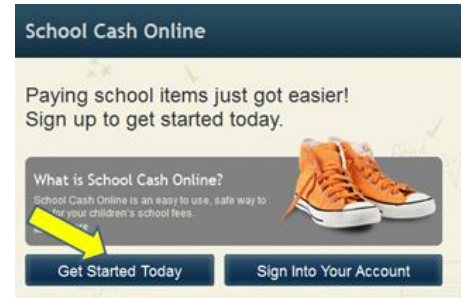 School Cash Online
Paying school items just got easier!
Sign up to get started today.
What is School Cash Online?
School Cash Online is an easy to use, safe way to
for your children's school fees.
Get Started Today
Sign Into Your Account